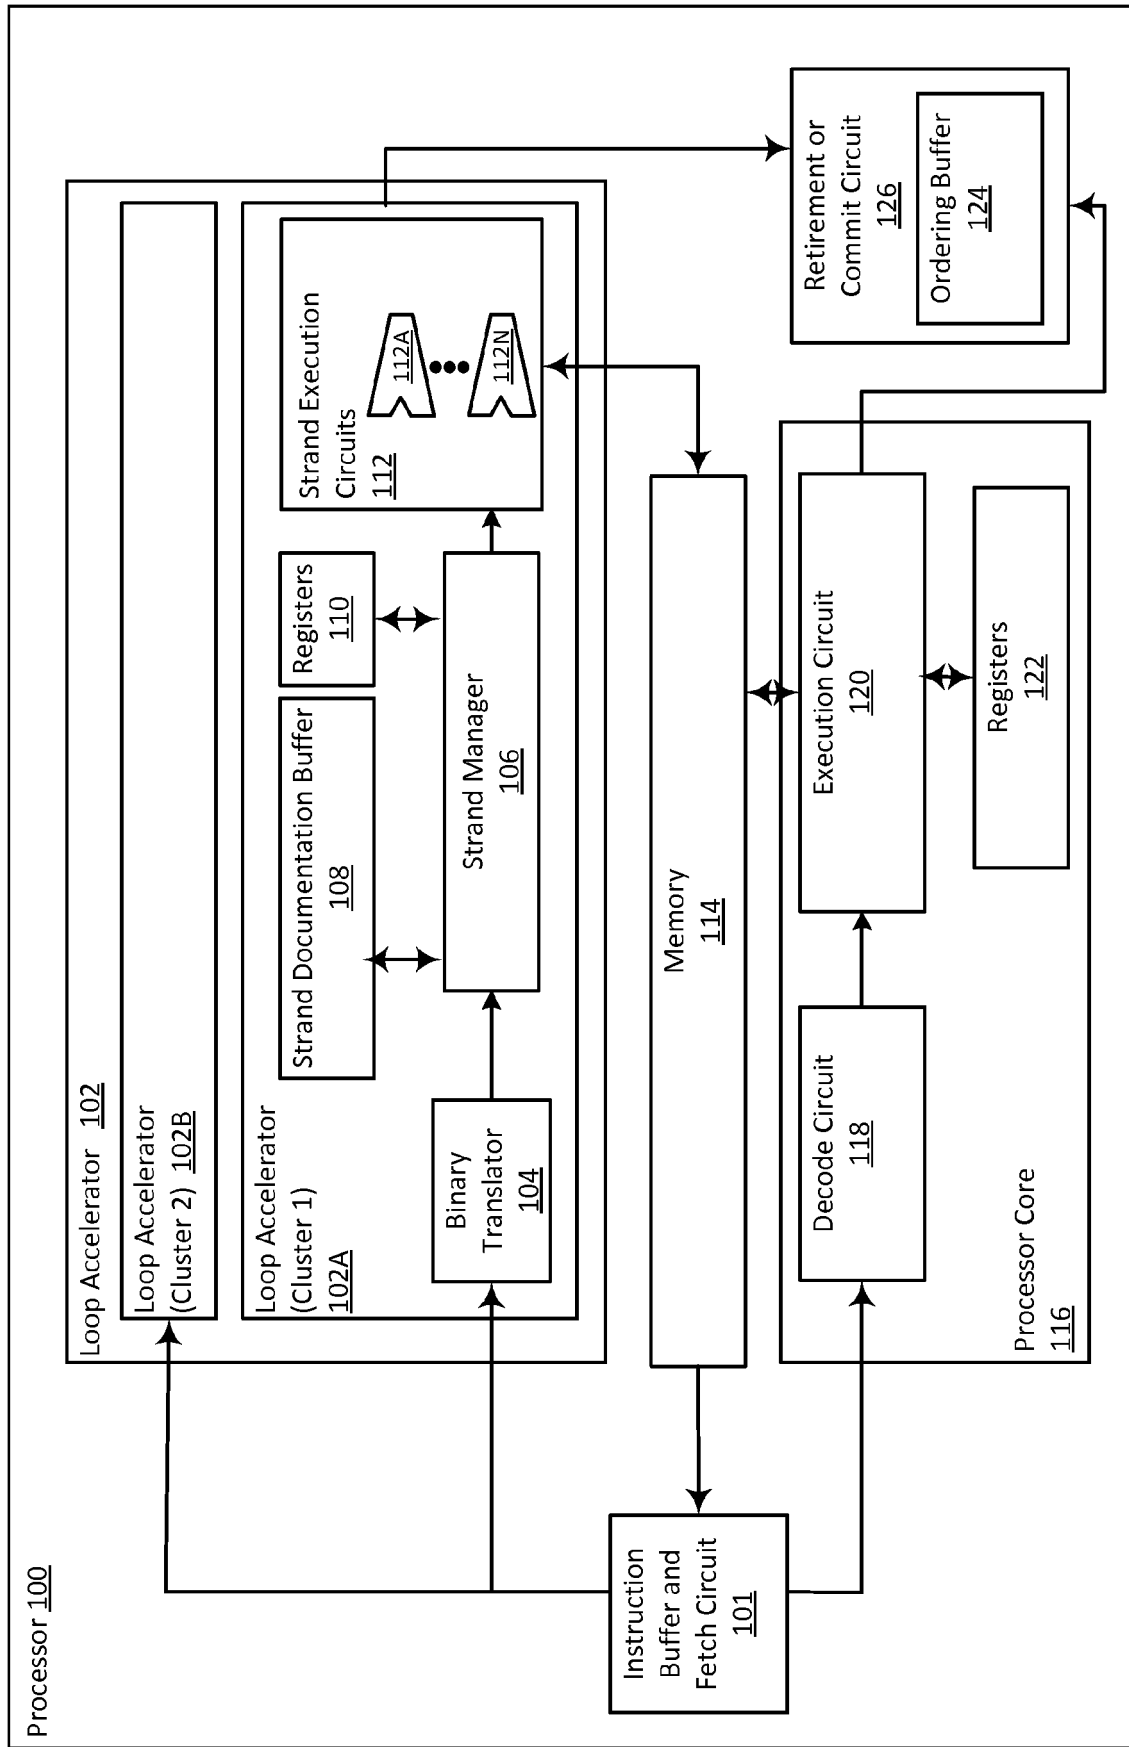 Processor 100
Loop Accelerator 102
Loop Accelerator
(Cluster 2) 102B
Loop Accelerator
(Cluster 1)
102A
Binary
Translator
104
Strand Documentation Buffer
108
Registers
110
Strand Manager
106
Strand Execution
Circuits
112
112A
112N
Instruction
Buffer and
Fetch Circuit
101
Memory
114
Processor Core
116
Decode Circuit
118
Execution Circuit
120
Registers
122
Retirement or
Commit Circuit
126
Ordering Buffer
124